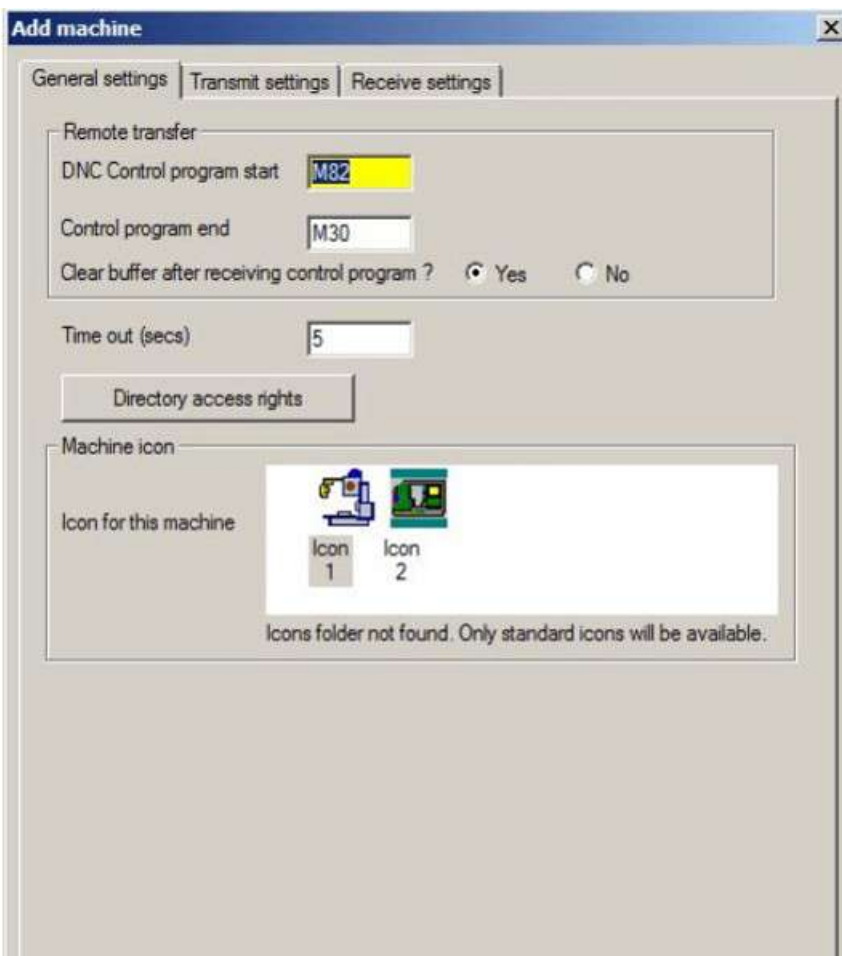 Add machine
General settings Transmit settings Receive settings
Remote transfer
DNC Control program start M82
Control program end M30
Clear buffer after receiving control program ? Yes No
Time out (secs) 5
Directory access rights
Machine icon
Icon for this machine
Icon 1
Icon 2
Icons folder not found. Only standard icons will be available.